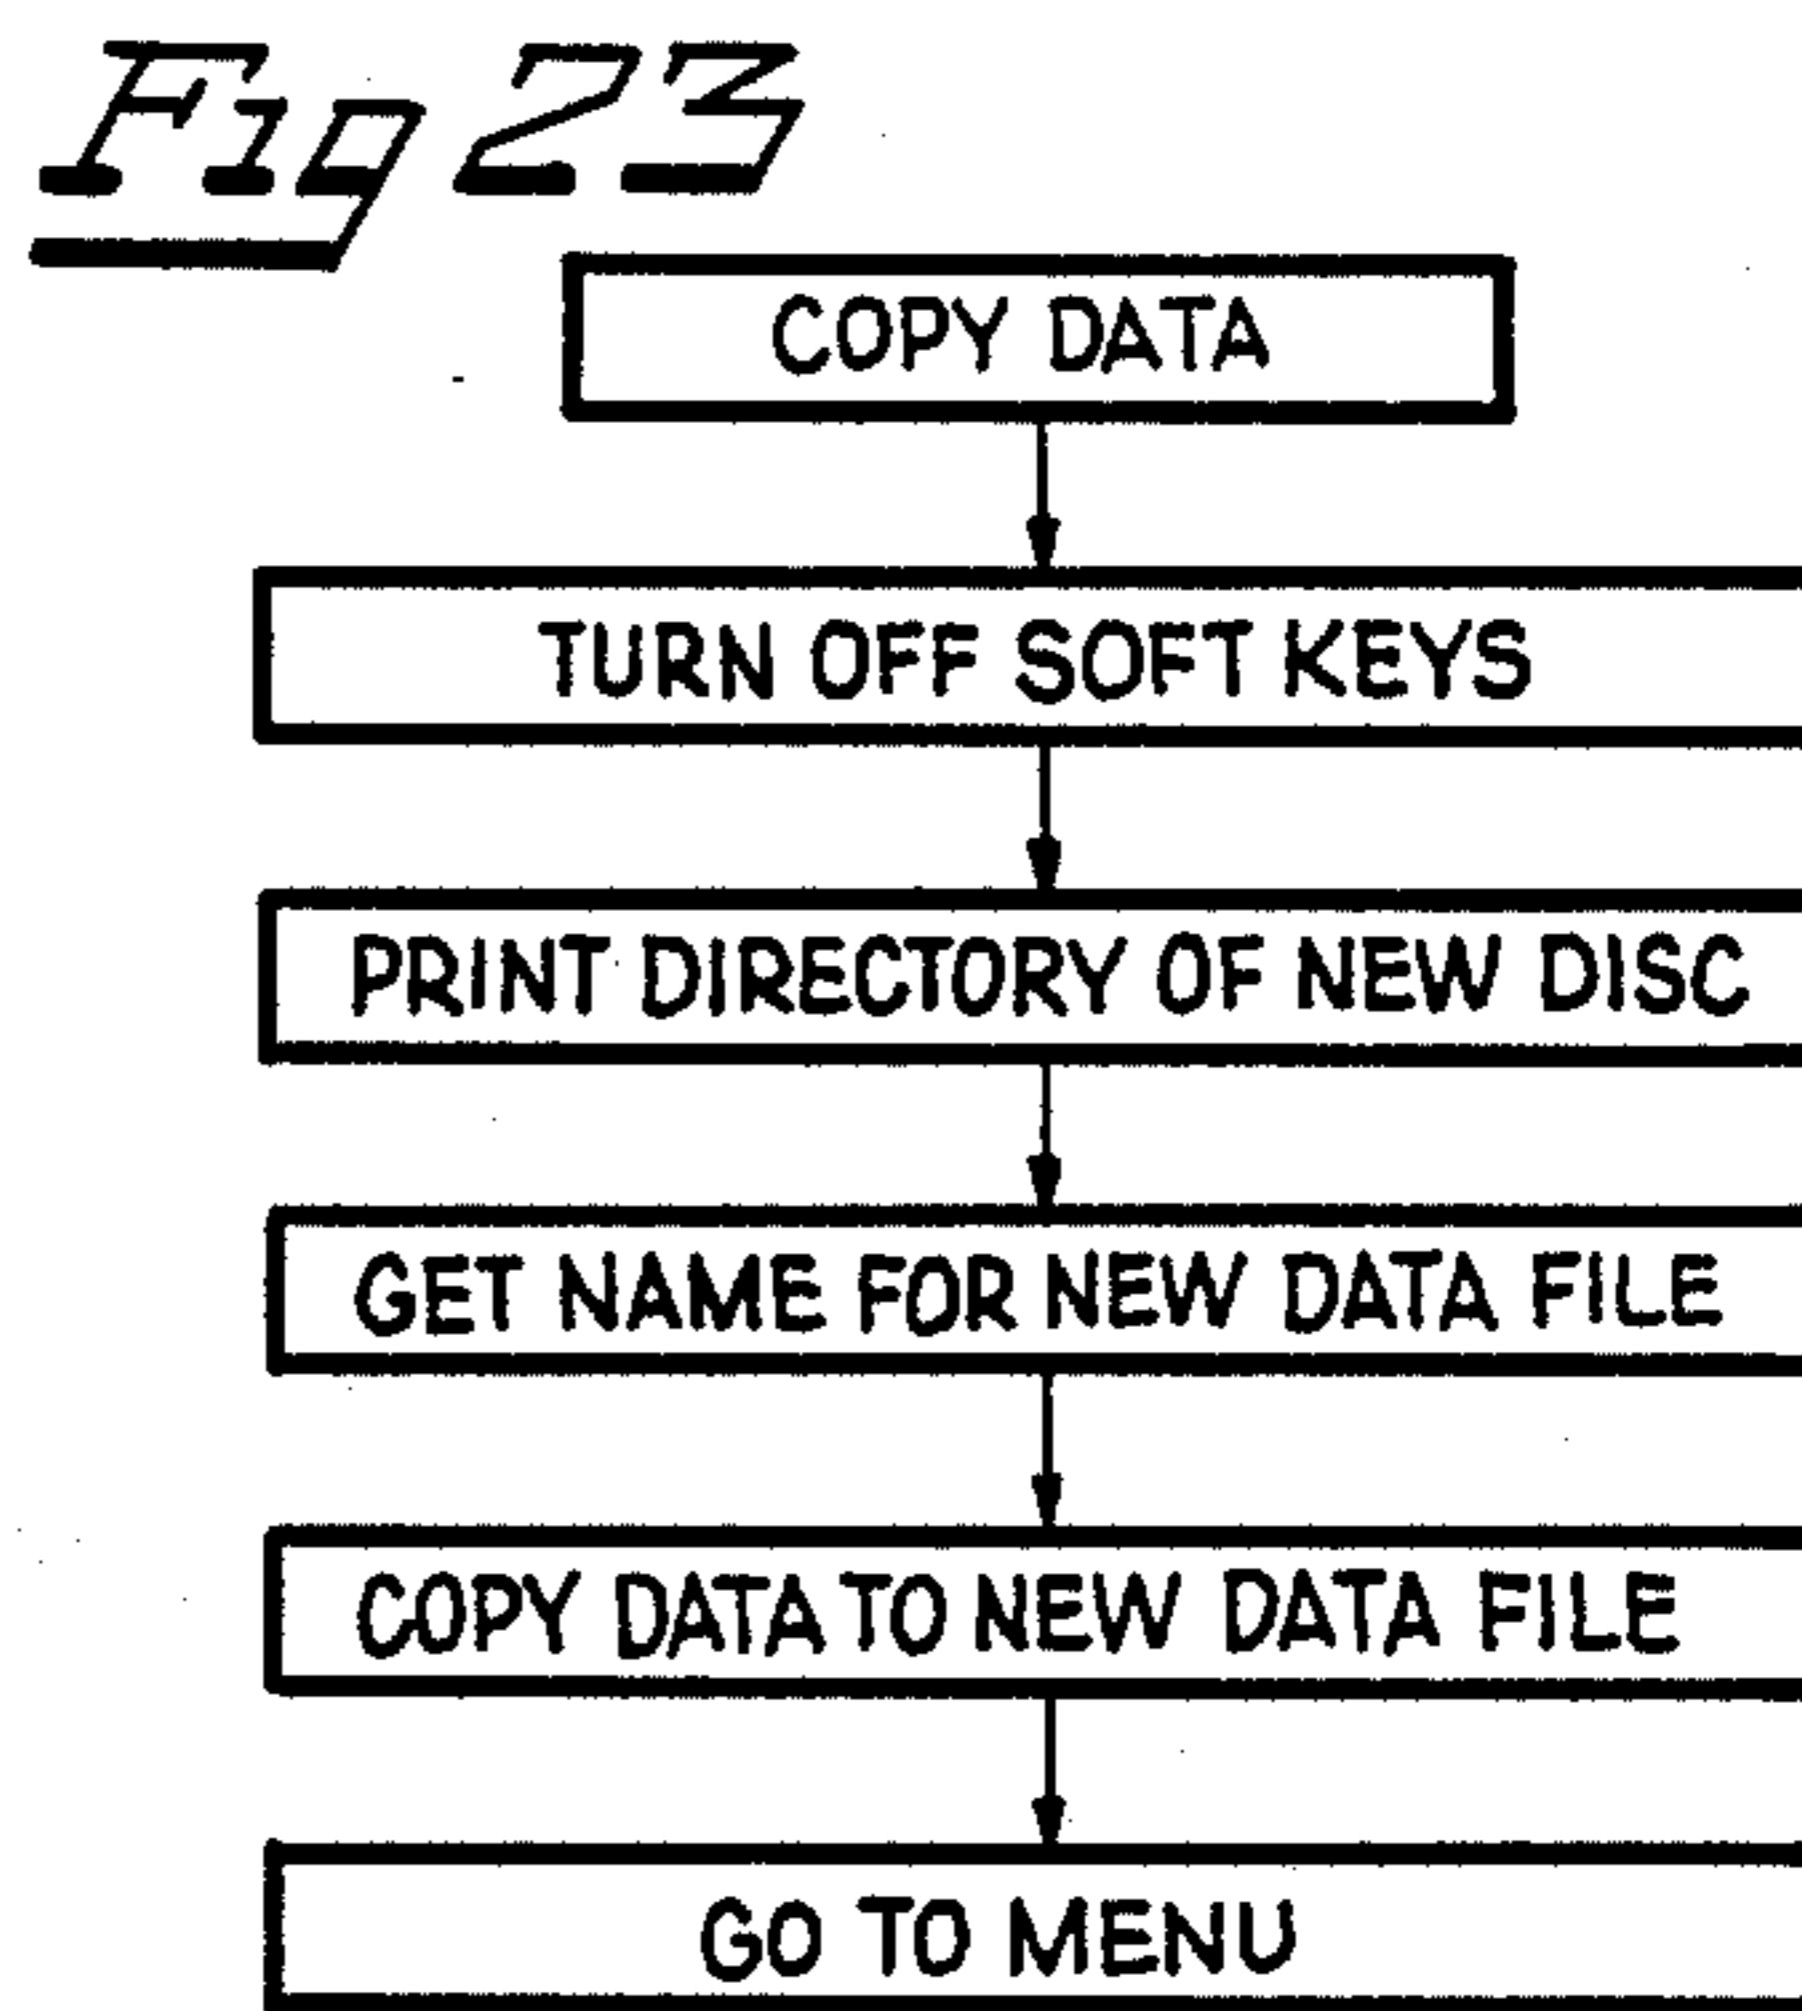 Fig 23
COPY DATA
TURN OFF SOFT KEYS
PRINT DIRECTORY OF NEW DISC
GET NAME FOR NEW DATA FILE
COPY DATA TO NEW DATA FILE
GO TO MENU